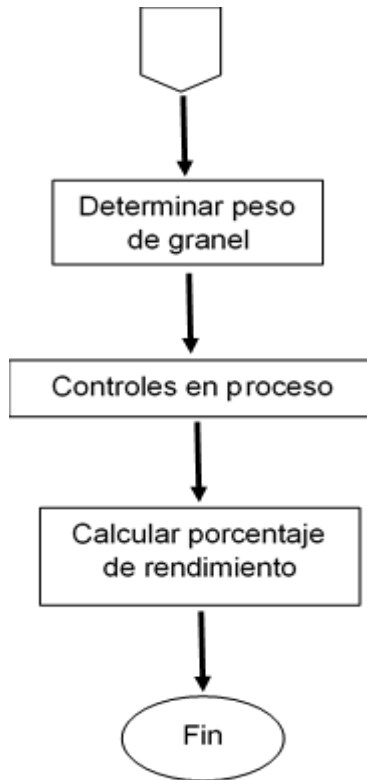 Determinar peso
de granel
Controles en proceso
Calcular porcentaje
de rendimiento
Fin